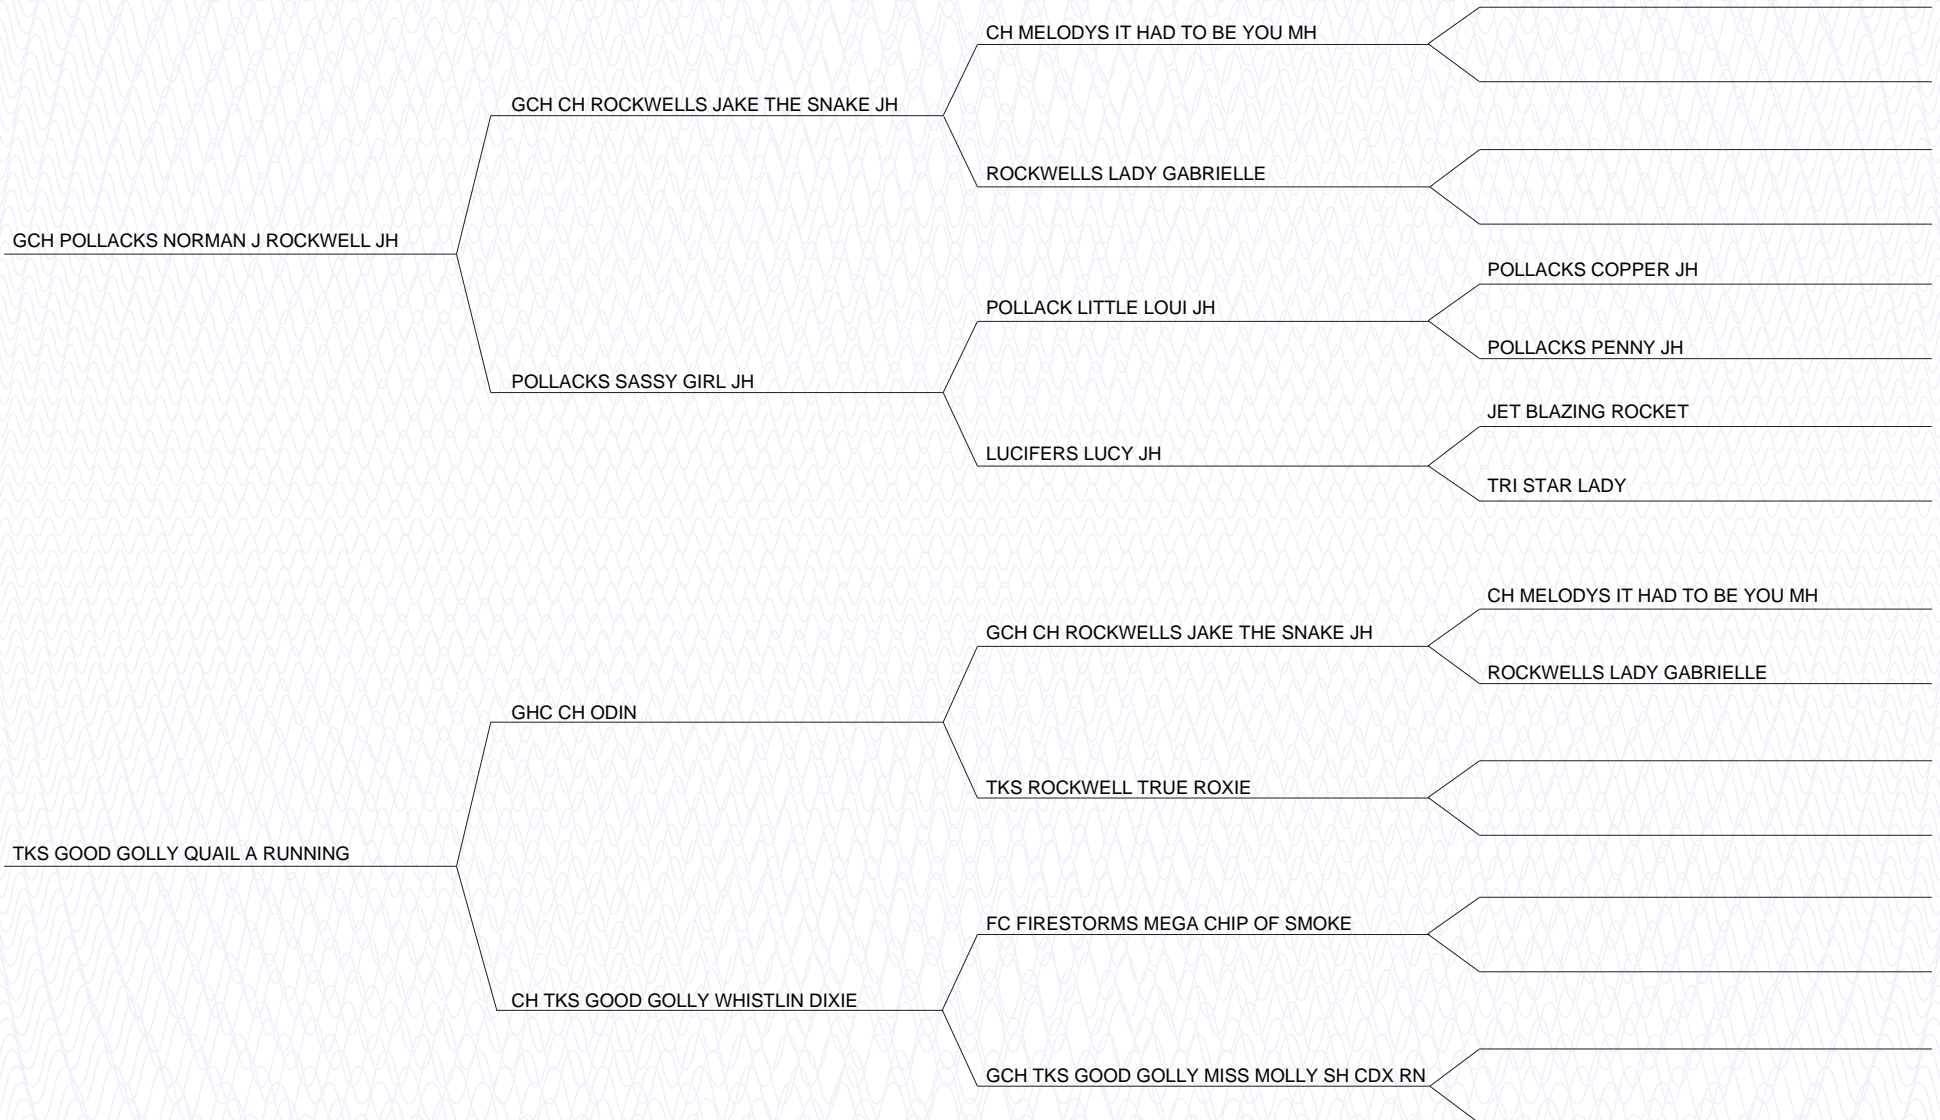 CH MELODYS IT HAD TO BE YOU MH
GCH CH ROCKWELLS JAKE THE SNAKE JH
ROCKWELLS LADY GABRIELLE
GCH POLLACKS NORMAN J ROCKWELL JH
POLLACKS COPPER JH
POLLACK LITTLE LOUI JH
POLLACKS PENNY JH
POLLACKS SASSY GIRL JH
JET BLAZING ROCKET
LUCIFERS LUCY JH
TRI STAR LADY
CH MELODYS IT HAD TO BE YOU MH
GCH CH ROCKWELLS JAKE THE SNAKE JH
ROCKWELLS LADY GABRIELLE
GHC CH ODIN
TKS ROCKWELL TRUE ROXIE
TKS GOOD GOLLY QUAIL A RUNNING
FC FIRESTORMS MEGA CHIP OF SMOKE
CH TKS GOOD GOLLY WHISTLIN DIXIE
GCH TKS GOOD GOLLY MISS MOLLY SH CDX RN